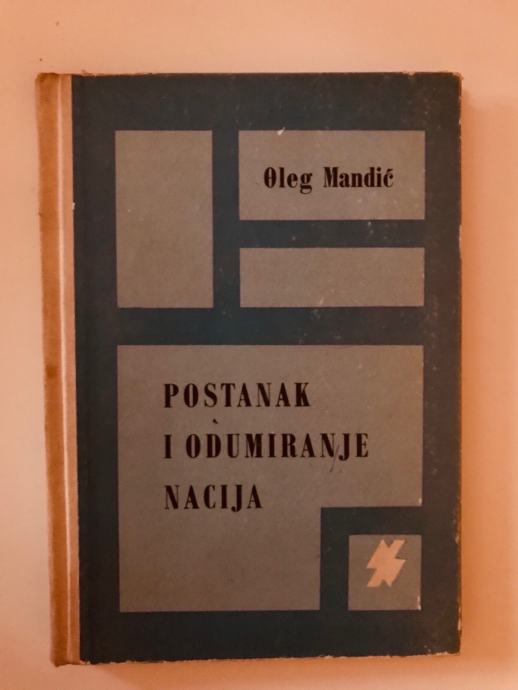 Oleg Mandić
POSTANAK
I ODUMIRANJE
NACIJA